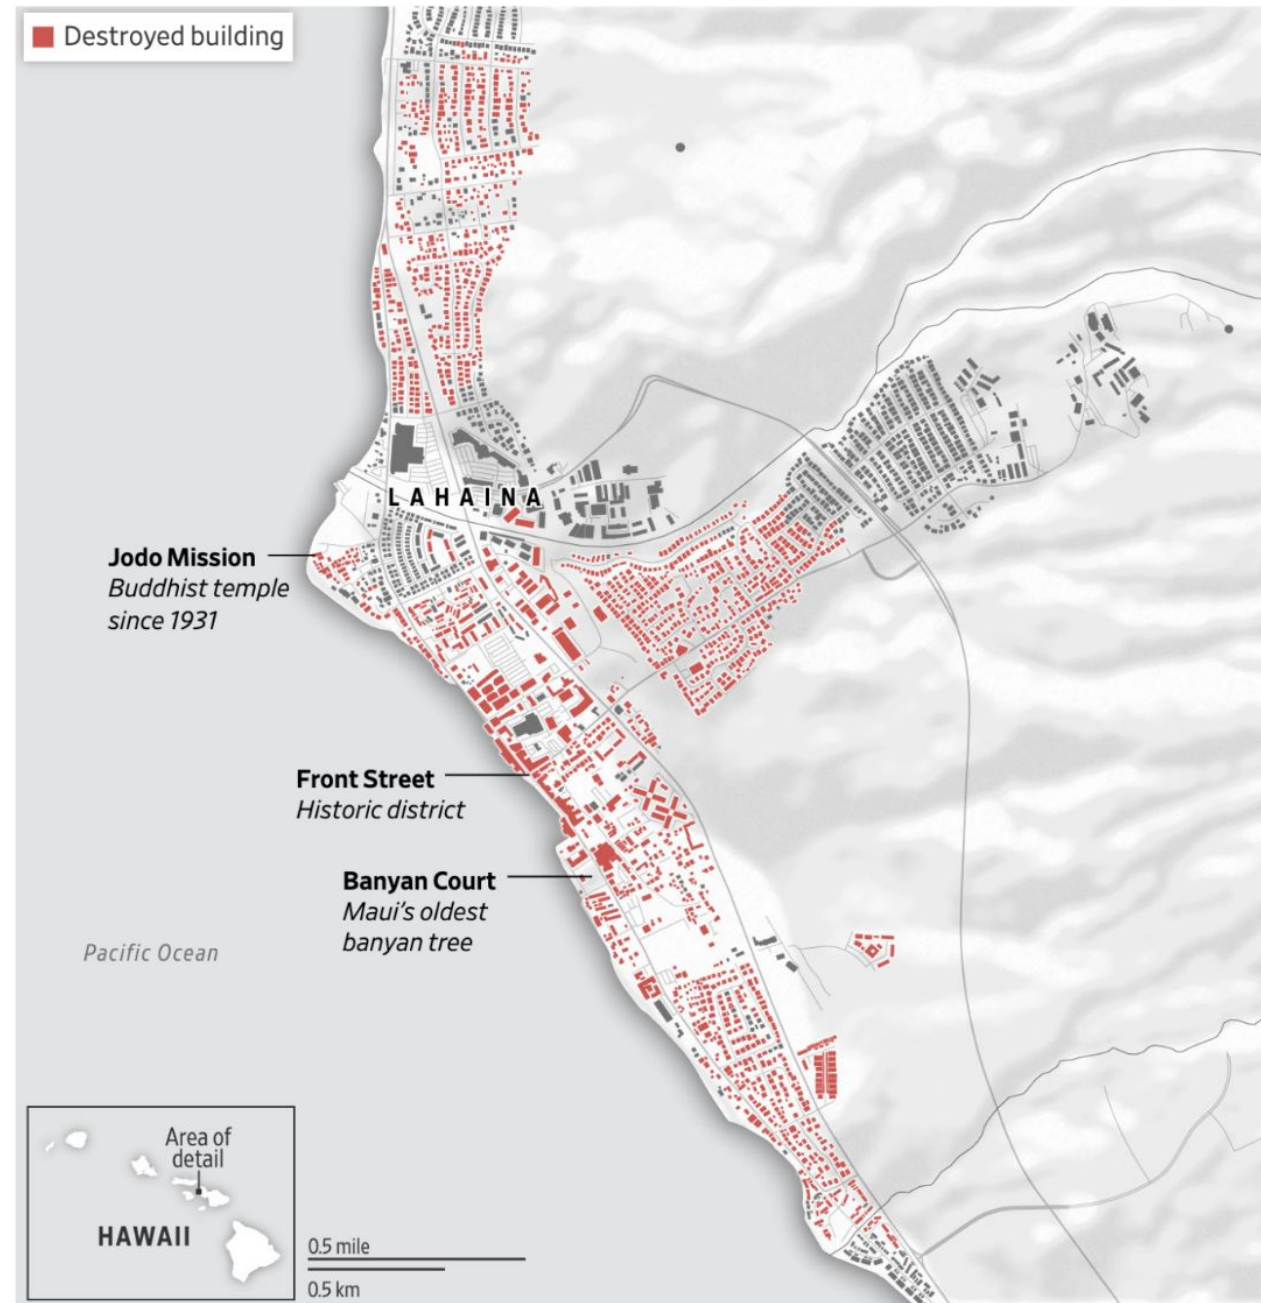 Destroyed building
LAHAINA
Jodo Mission
Buddhist temple
since 1931
Front Street
Historic district
Banyan Court
Maui’s oldest
banyan tree
Pacific Ocean
Area of
detail
HAWAII
0.5 mile
0.5 km